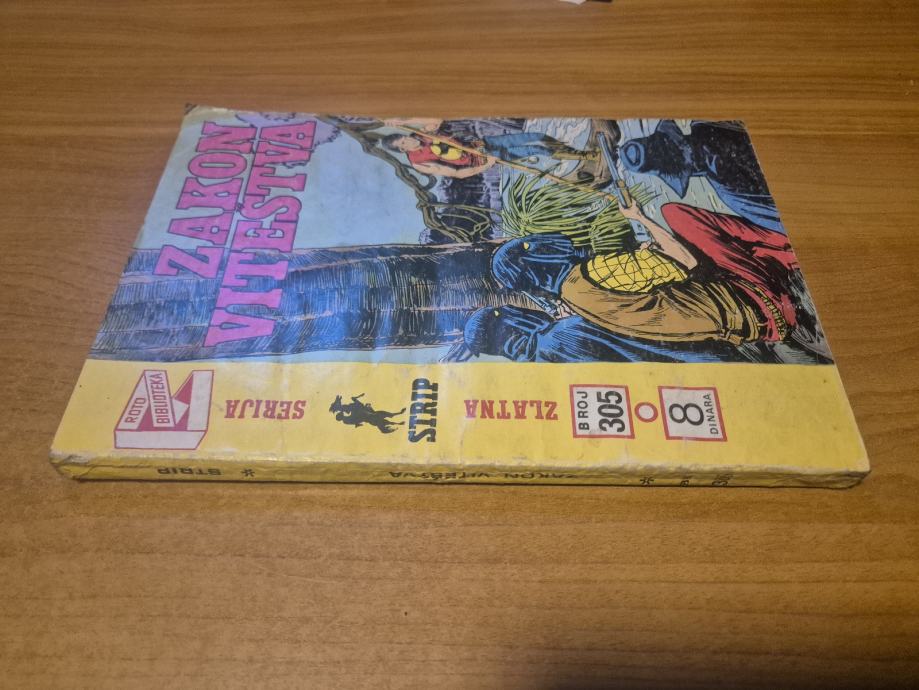 ZAKON
VITEŠTVA
ROTO
BIBLIOTEKA
ZLATNA
SERIJA
STRIP
BROJ
305
8
DINARA
STRIP * ZAKON VITEŠTVA *